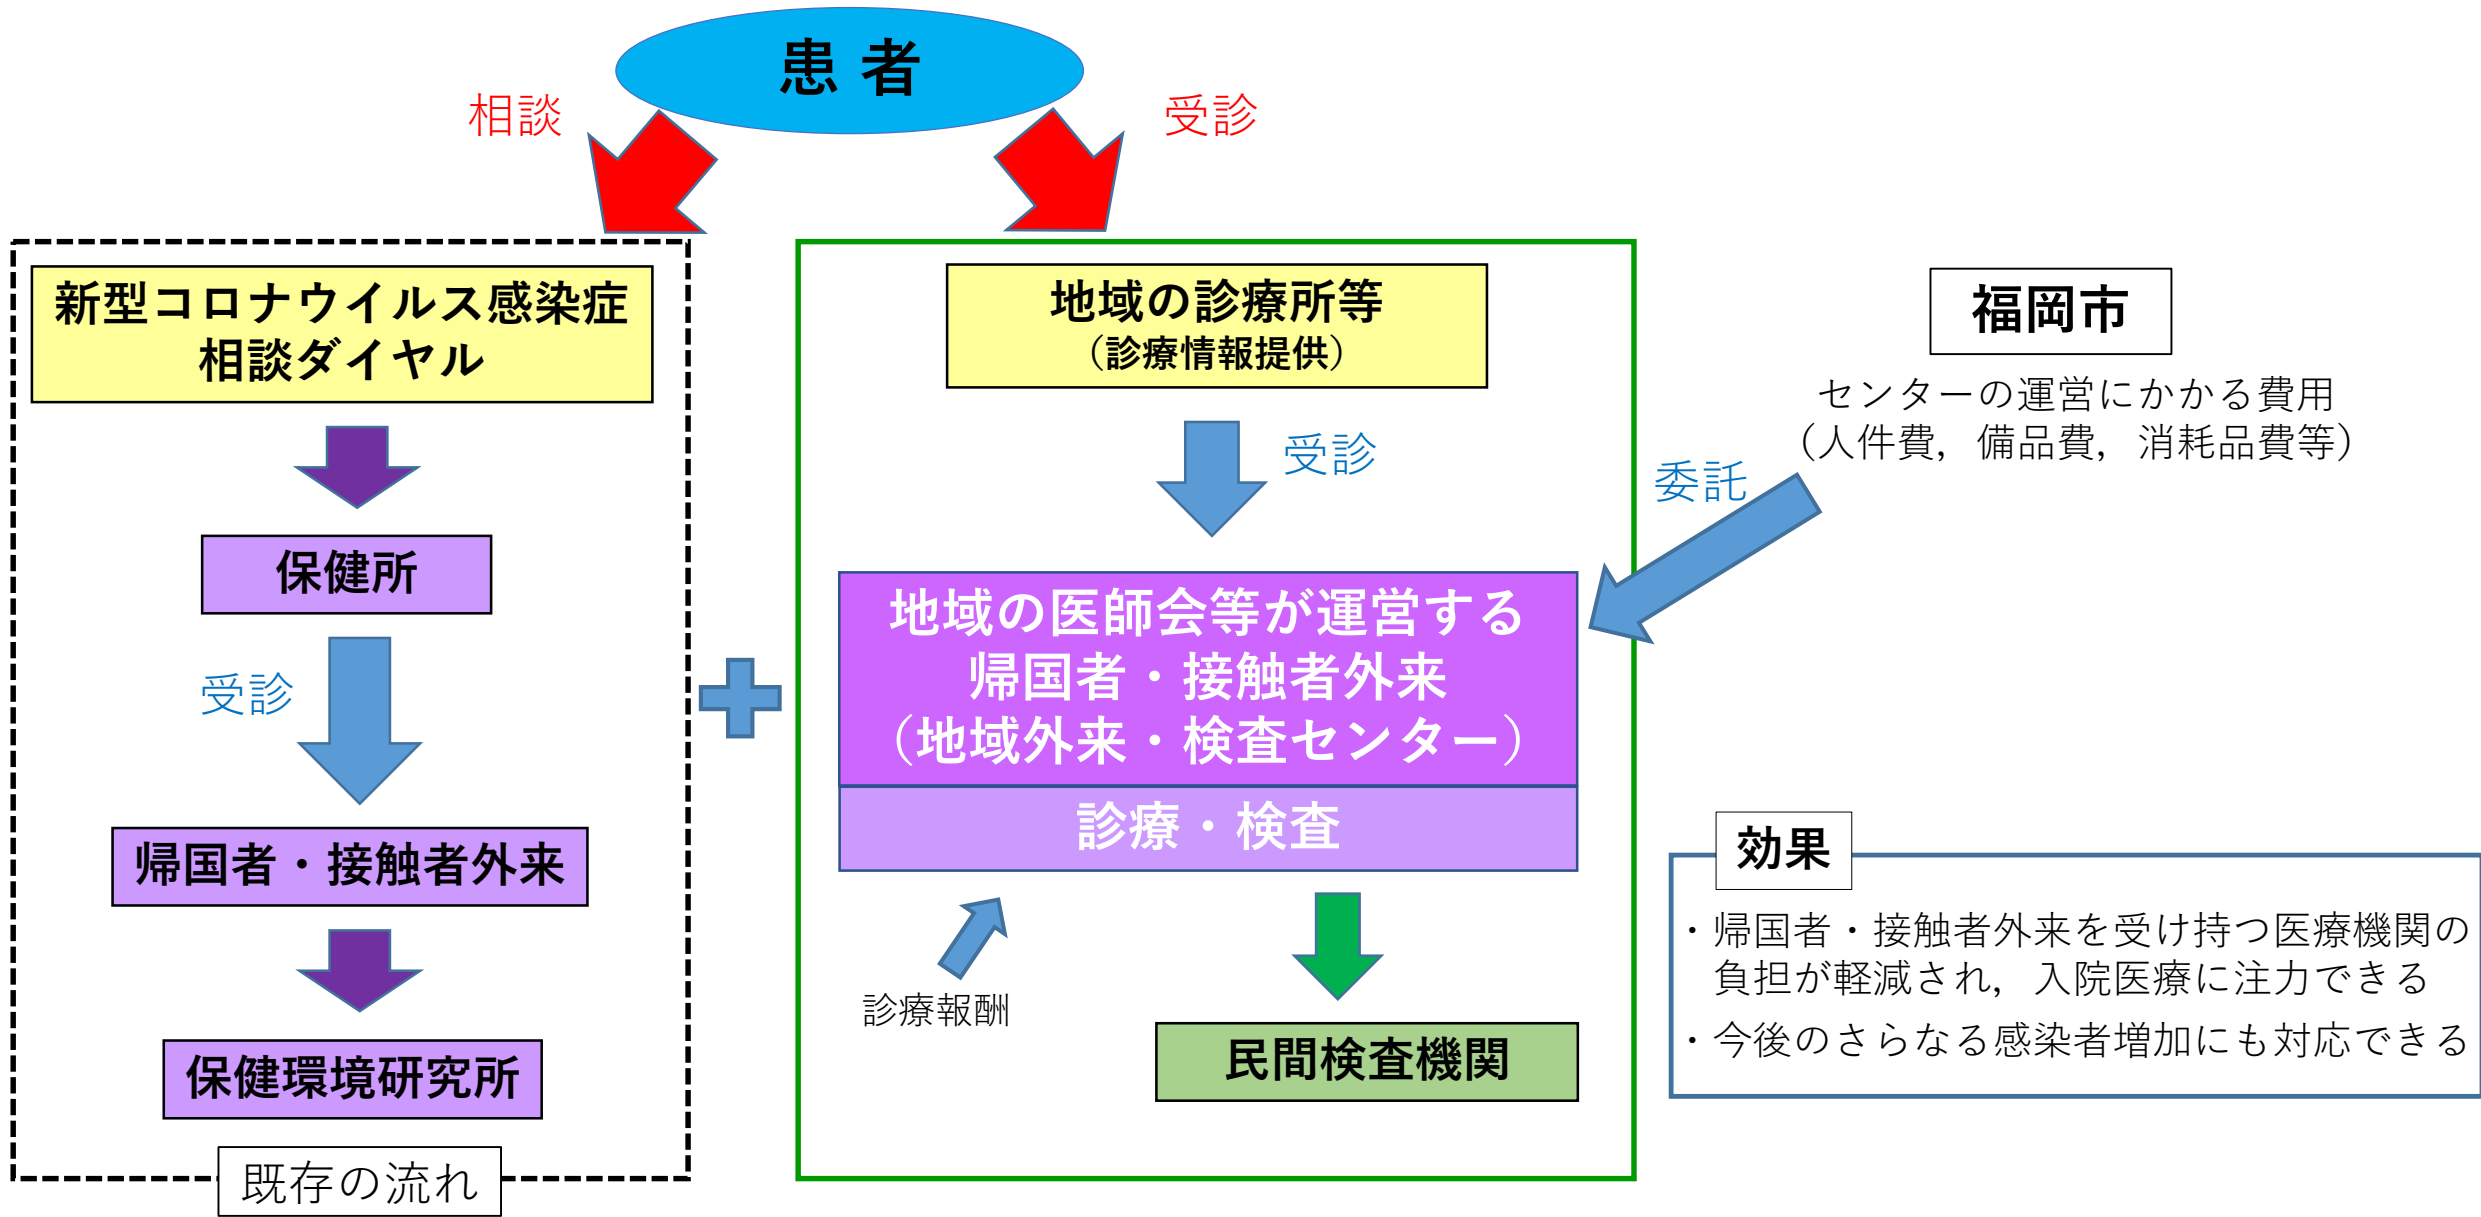 患 者
相談
受診
新型コロナウイルス感染症
相談ダイヤル
保健所
受診
帰国者・接触者外来
保健環境研究所
既存の流れ
地域の診療所等
（診療情報提供）
受診
地域の医師会等が運営する
帰国者・接触者外来
（地域外来・検査センター）
診療・検査
診療報酬
民間検査機関
福岡市
センターの運営にかかる費用
（人件費，備品費，消耗品費等）
委託
効果
・帰国者・接触者外来を受け持つ医療機関の
負担が軽減され，入院医療に注力できる
・今後のさらなる感染者増加にも対応できる